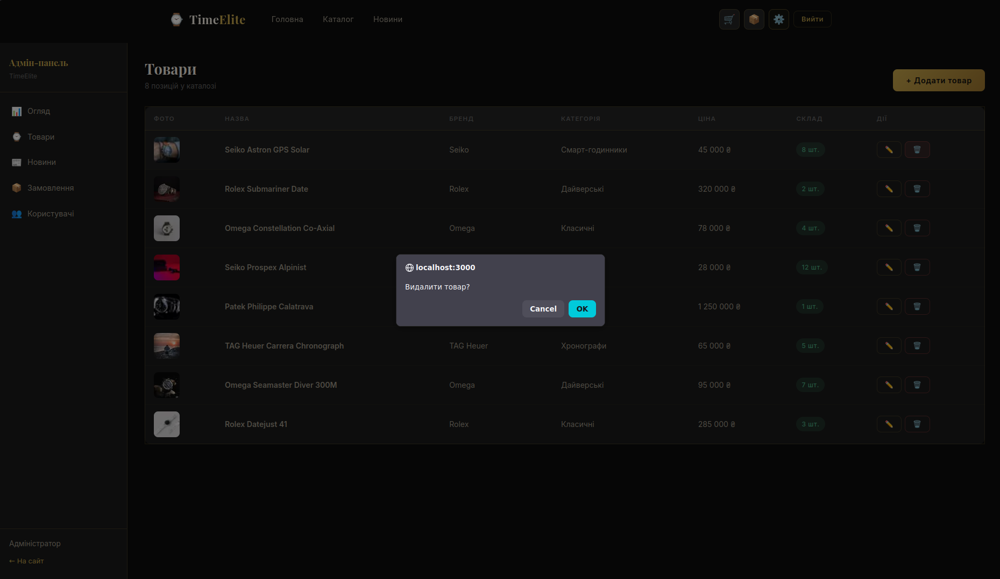 TimeElite
Головна
Каталог
Новини
Вийти
Адмін-панель
TimeElite
Огляд
Товари
Новини
Замовлення
Користувачі
Адміністратор
← На сайт
Товари
8 позицій у каталозі
+ Додати товар
ФОТО НАЗВА БРЕНД КАТЕГОРІЯ ЦІНА СКЛАД ДІЇ
Seiko Astron GPS Solar Seiko Смарт-годинники 45 000 ₴ 8 шт.
Rolex Submariner Date Rolex Дайверські 320 000 ₴ 2 шт.
Omega Constellation Co-Axial Omega Класичні 78 000 ₴ 4 шт.
Seiko Prospex Alpinist 28 000 ₴ 12 шт.
Patek Philippe Calatrava 1 250 000 ₴ 1 шт.
TAG Heuer Carrera Chronograph TAG Heuer Хронографи 65 000 ₴ 5 шт.
Omega Seamaster Diver 300M Omega Дайверські 95 000 ₴ 7 шт.
Rolex Datejust 41 Rolex Класичні 285 000 ₴ 3 шт.
localhost:3000
Видалити товар?
Cancel
OK